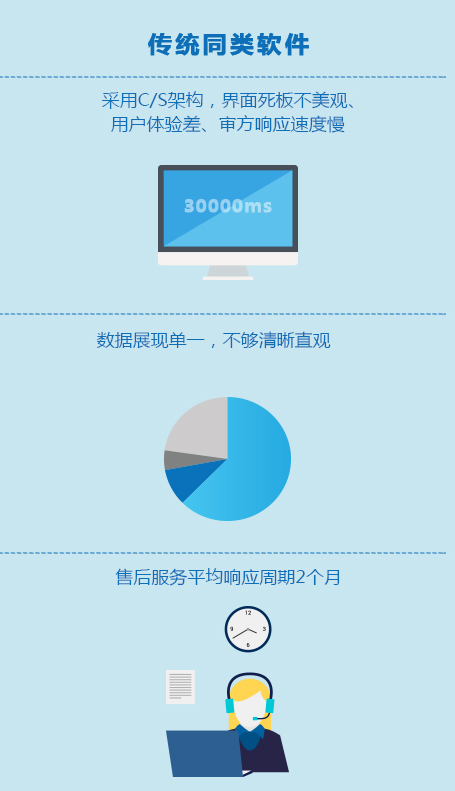 传统同类软件
采用C/S架构，界面死板不美观、
用户体验差、审方响应速度慢
30000ms
数据展现单一，不够清晰直观
售后服务平均响应周期2个月
12
9 3
6